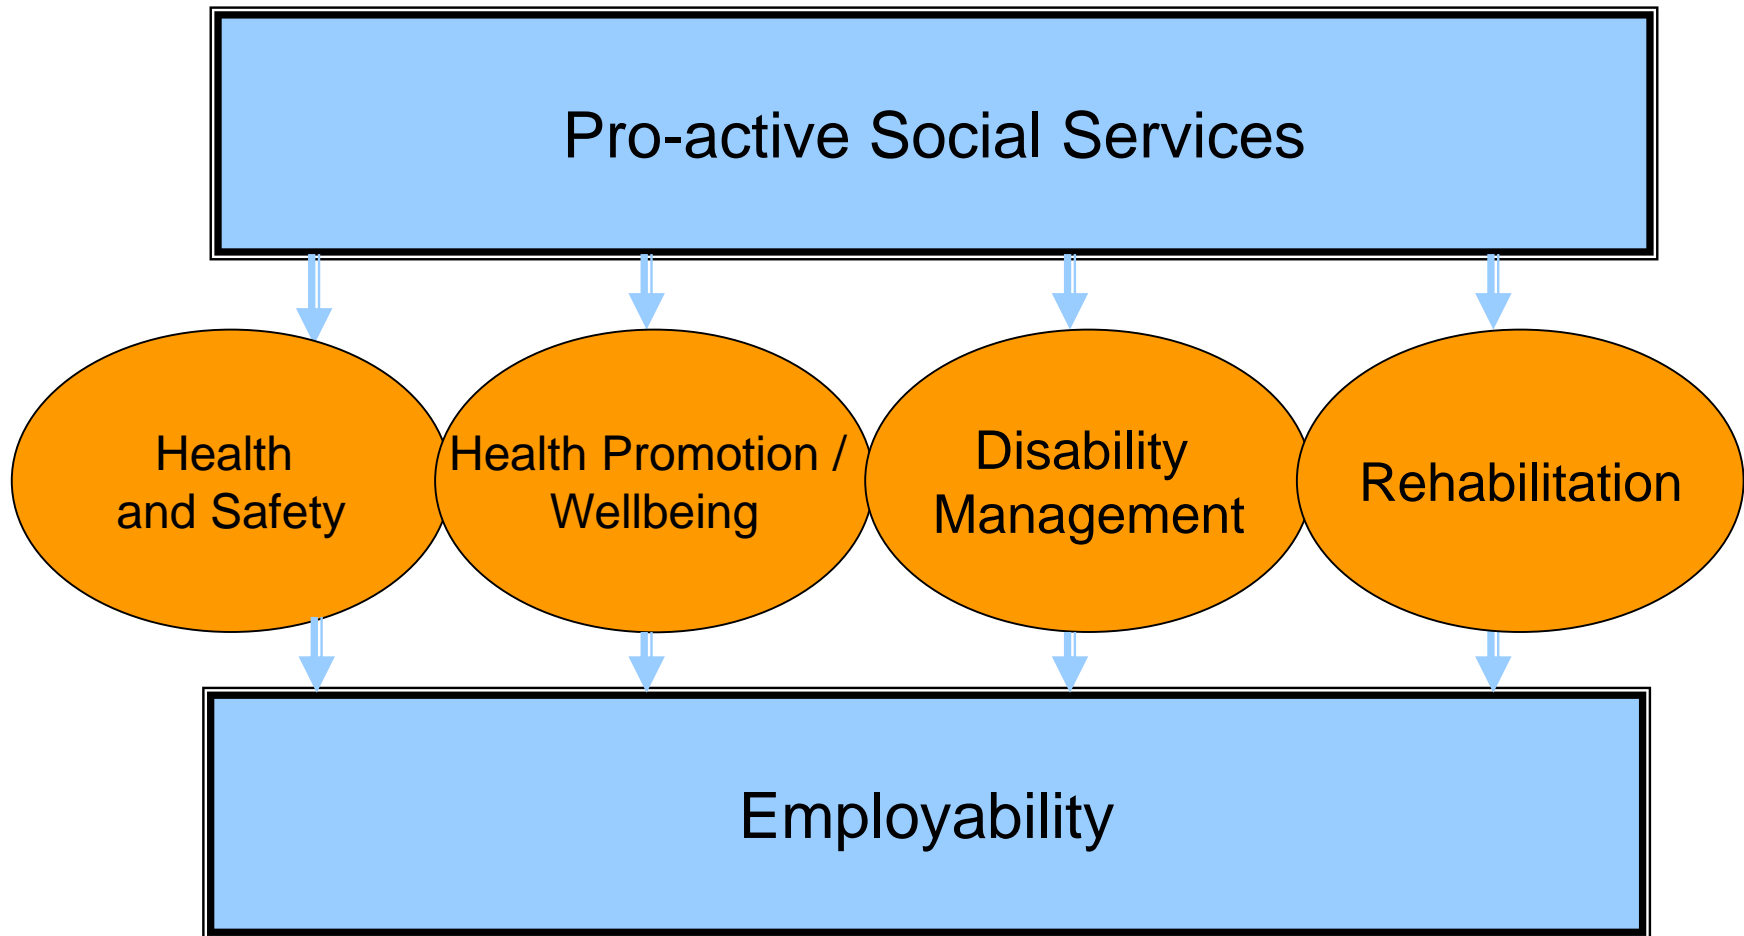 Pro-active Social Services
Health
and Safety
Health Promotion /
Wellbeing
Disability
Management
Rehabilitation
Employability